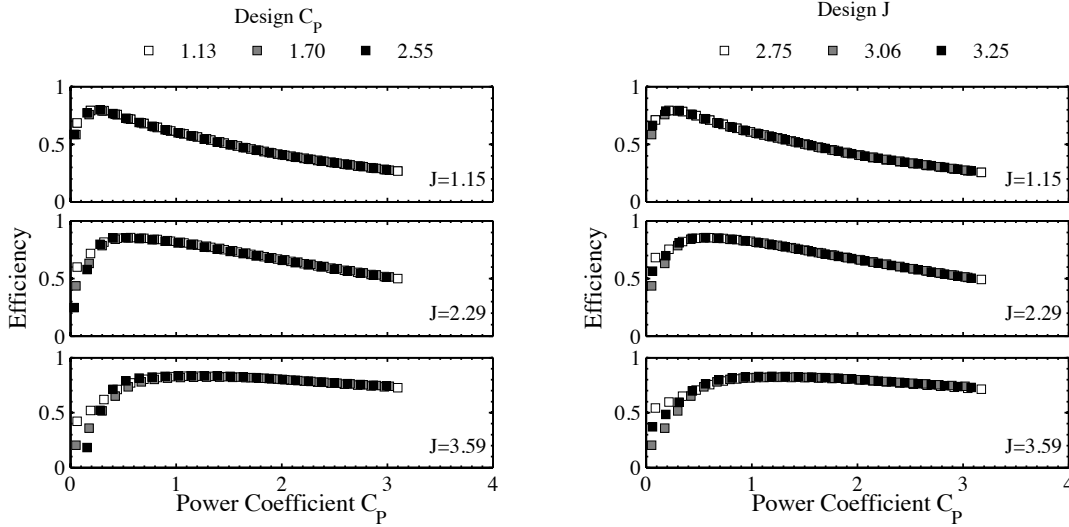 Design C_P
1.13 1.70 2.55
1
0.5
0
J=1.15
1
0.5
0
J=2.29
1
0.5
0
J=3.59
0 1 2 3 4
Efficiency
Power Coefficient C_P
Design J
2.75 3.06 3.25
1
0.5
0
J=1.15
1
0.5
0
J=2.29
1
0.5
0
J=3.59
0 1 2 3 4
Efficiency
Power Coefficient C_P